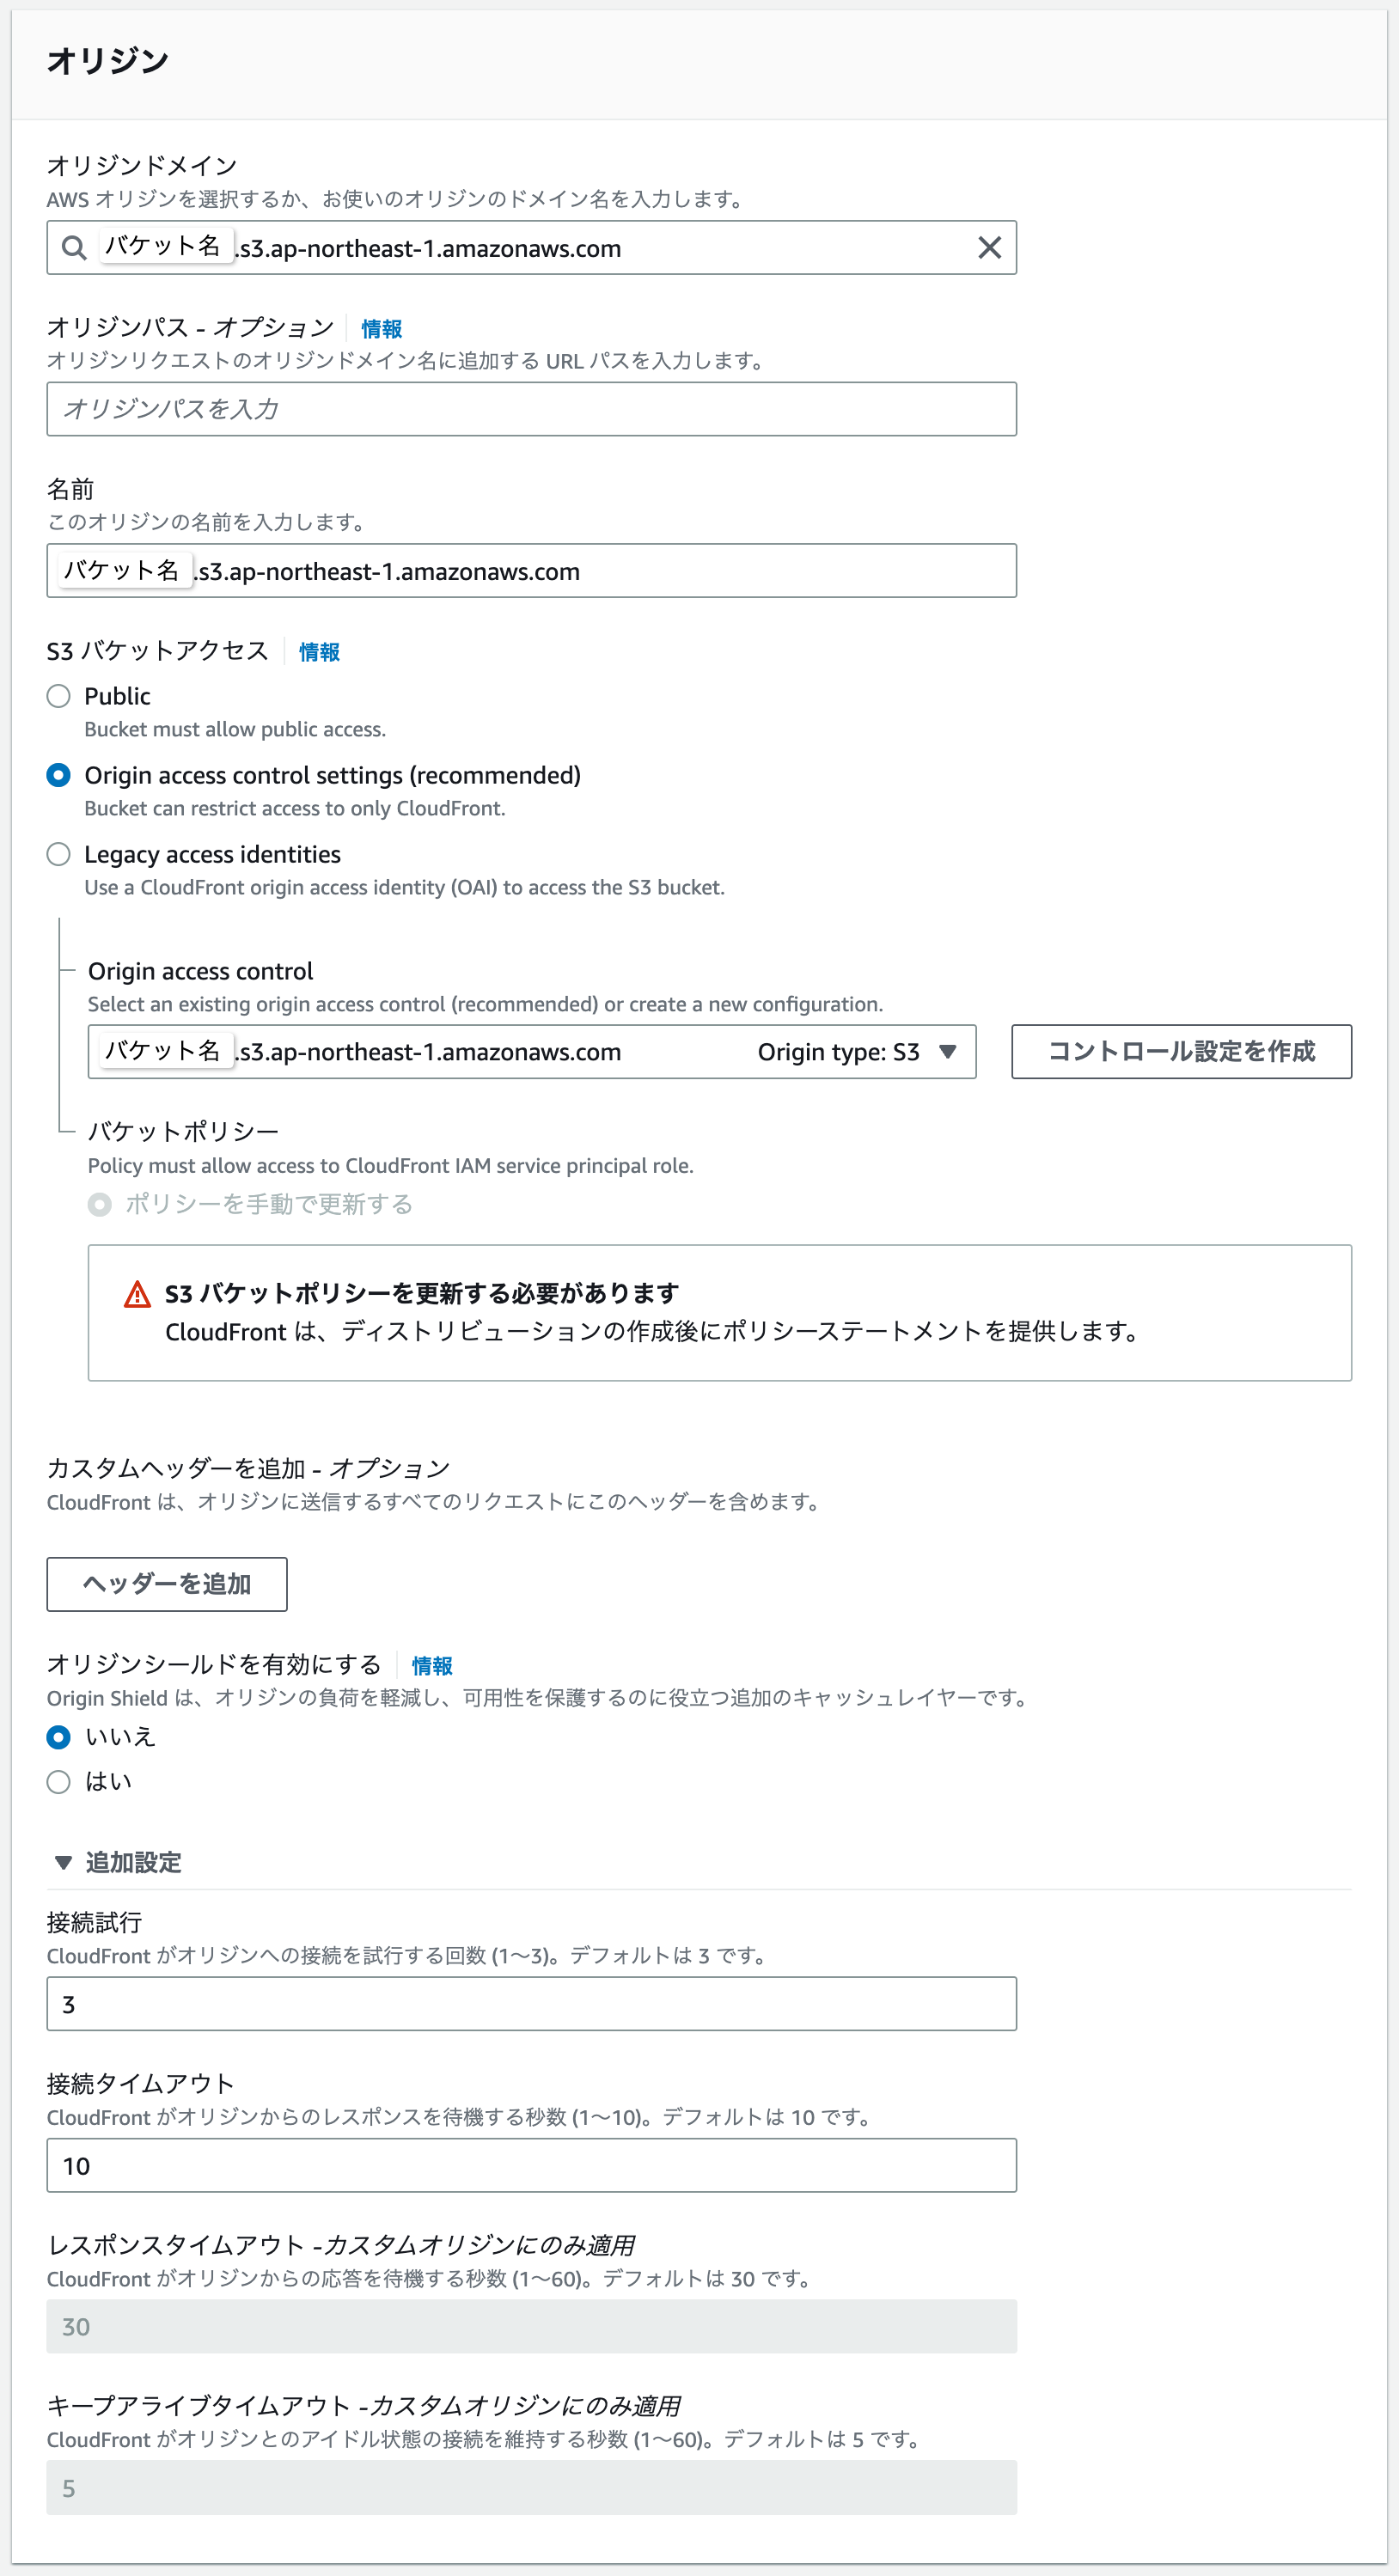 オリジン
オリジンドメイン
AWS オリジンを選択するか、お使いのオリジンのドメイン名を入力します。
バケット名 .s3.ap-northeast-1.amazonaws.com
オリジンパス - オプション 情報
オリジンリクエストのオリジンドメイン名に追加する URL パスを入力します。
オリジンパスを入力
名前
このオリジンの名前を入力します。
バケット名 .s3.ap-northeast-1.amazonaws.com
S3 バケットアクセス 情報
Public
Bucket must allow public access.
Origin access control settings (recommended)
Bucket can restrict access to only CloudFront.
Legacy access identities
Use a CloudFront origin access identity (OAI) to access the S3 bucket.
Origin access control
Select an existing origin access control (recommended) or create a new configuration.
バケット名 .s3.ap-northeast-1.amazonaws.com Origin type: S3 コントロール設定を作成
バケットポリシー
Policy must allow access to CloudFront IAM service principal role.
ポリシーを手動で更新する
S3 バケットポリシーを更新する必要があります
CloudFront は、ディストリビューションの作成後にポリシーステートメントを提供します。
カスタムヘッダーを追加 - オプション
CloudFront は、オリジンに送信するすべてのリクエストにこのヘッダーを含めます。
ヘッダーを追加
オリジンシールドを有効にする 情報
Origin Shield は、オリジンの負荷を軽減し、可用性を保護するのに役立つ追加のキャッシュレイヤーです。
いいえ
はい
追加設定
接続試行
CloudFront がオリジンへの接続を試行する回数 (1～3)。デフォルトは 3 です。
3
接続タイムアウト
CloudFront がオリジンからのレスポンスを待機する秒数 (1～10)。デフォルトは 10 です。
10
レスポンスタイムアウト -カスタムオリジンにのみ適用
CloudFront がオリジンからの応答を待機する秒数 (1～60)。デフォルトは 30 です。
30
キープアライブタイムアウト -カスタムオリジンにのみ適用
CloudFront がオリジンとのアイドル状態の接続を維持する秒数 (1～60)。デフォルトは 5 です。
5